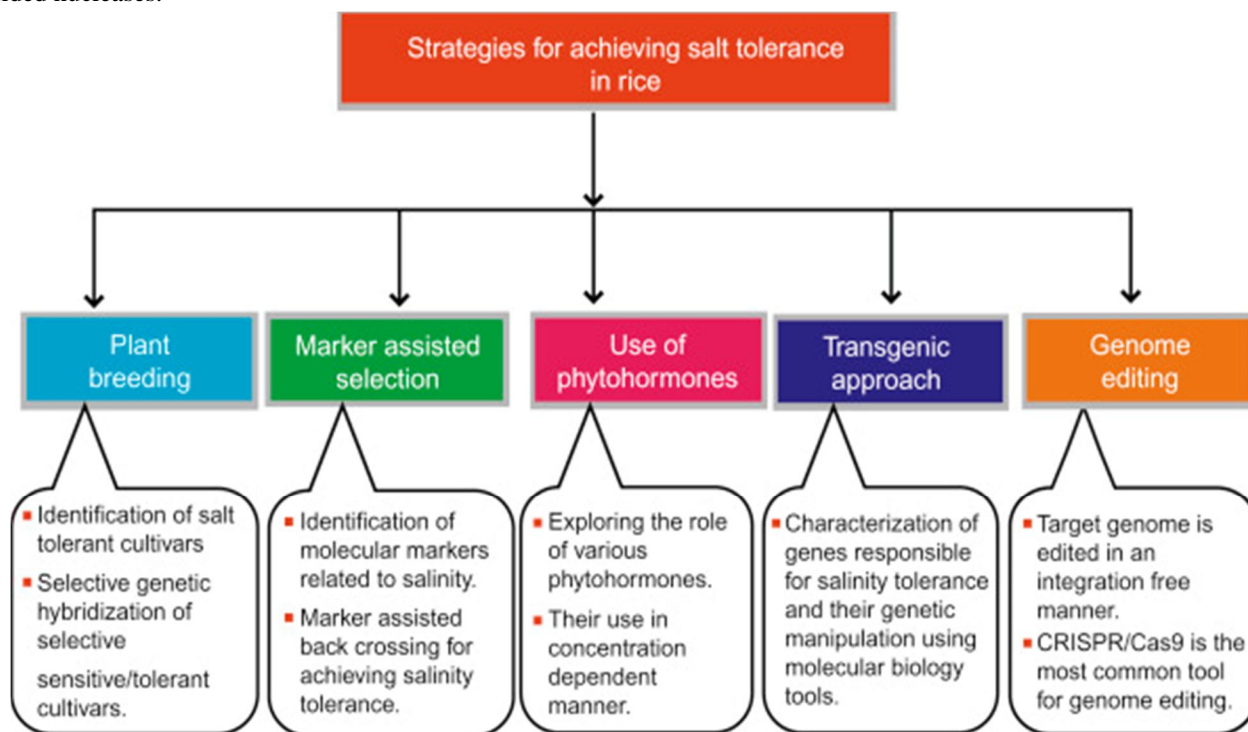 Strategies for achieving salt tolerance
in rice
Plant
breeding
Marker assisted
selection
Use of
phytohormones
Transgenic
approach
Genome
editing
Identification of salt
tolerant cultivars
Selective genetic
hybridization of
selective
sensitive/tolerant
cultivars.
Identification of
molecular markers
related to salinity.
Marker assisted
back crossing for
achieving salinity
tolerance.
Exploring the role
of various
phytohormones.
Their use in
concentration
dependent
manner.
Characterization of
genes responsible
for salinity tolerance
and their genetic
manipulation using
molecular biology
tools.
Target genome is
edited in an
integration free
manner.
CRISPR/Cas9 is the
most common tool
for genome editing.